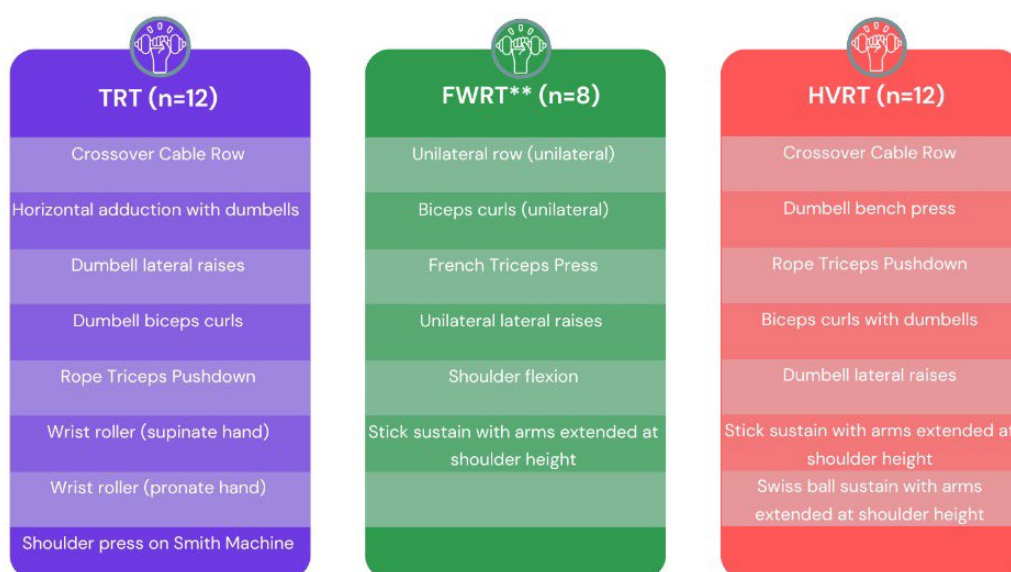 TRT (n=12)
Crossover Cable Row
Horizontal adduction with dumbells
Dumbell lateral raises
Dumbell biceps curls
Rope Triceps Pushdown
Wrist roller (supinate hand)
Wrist roller (pronate hand)
Shoulder press on Smith Machine
FWRT** (n=8)
Unilateral row (unilateral)
Biceps curls (unilateral)
French Triceps Press
Unilateral lateral raises
Shoulder flexion
Stick sustain with arms extended at
shoulder height
HVRT (n=12)
Crossover Cable Row
Dumbell bench press
Rope Triceps Pushdown
Biceps curls with dumbells
Dumbell lateral raises
Stick sustain with arms extended at
shoulder height
Swiss ball sustain with arms
extended at shoulder height